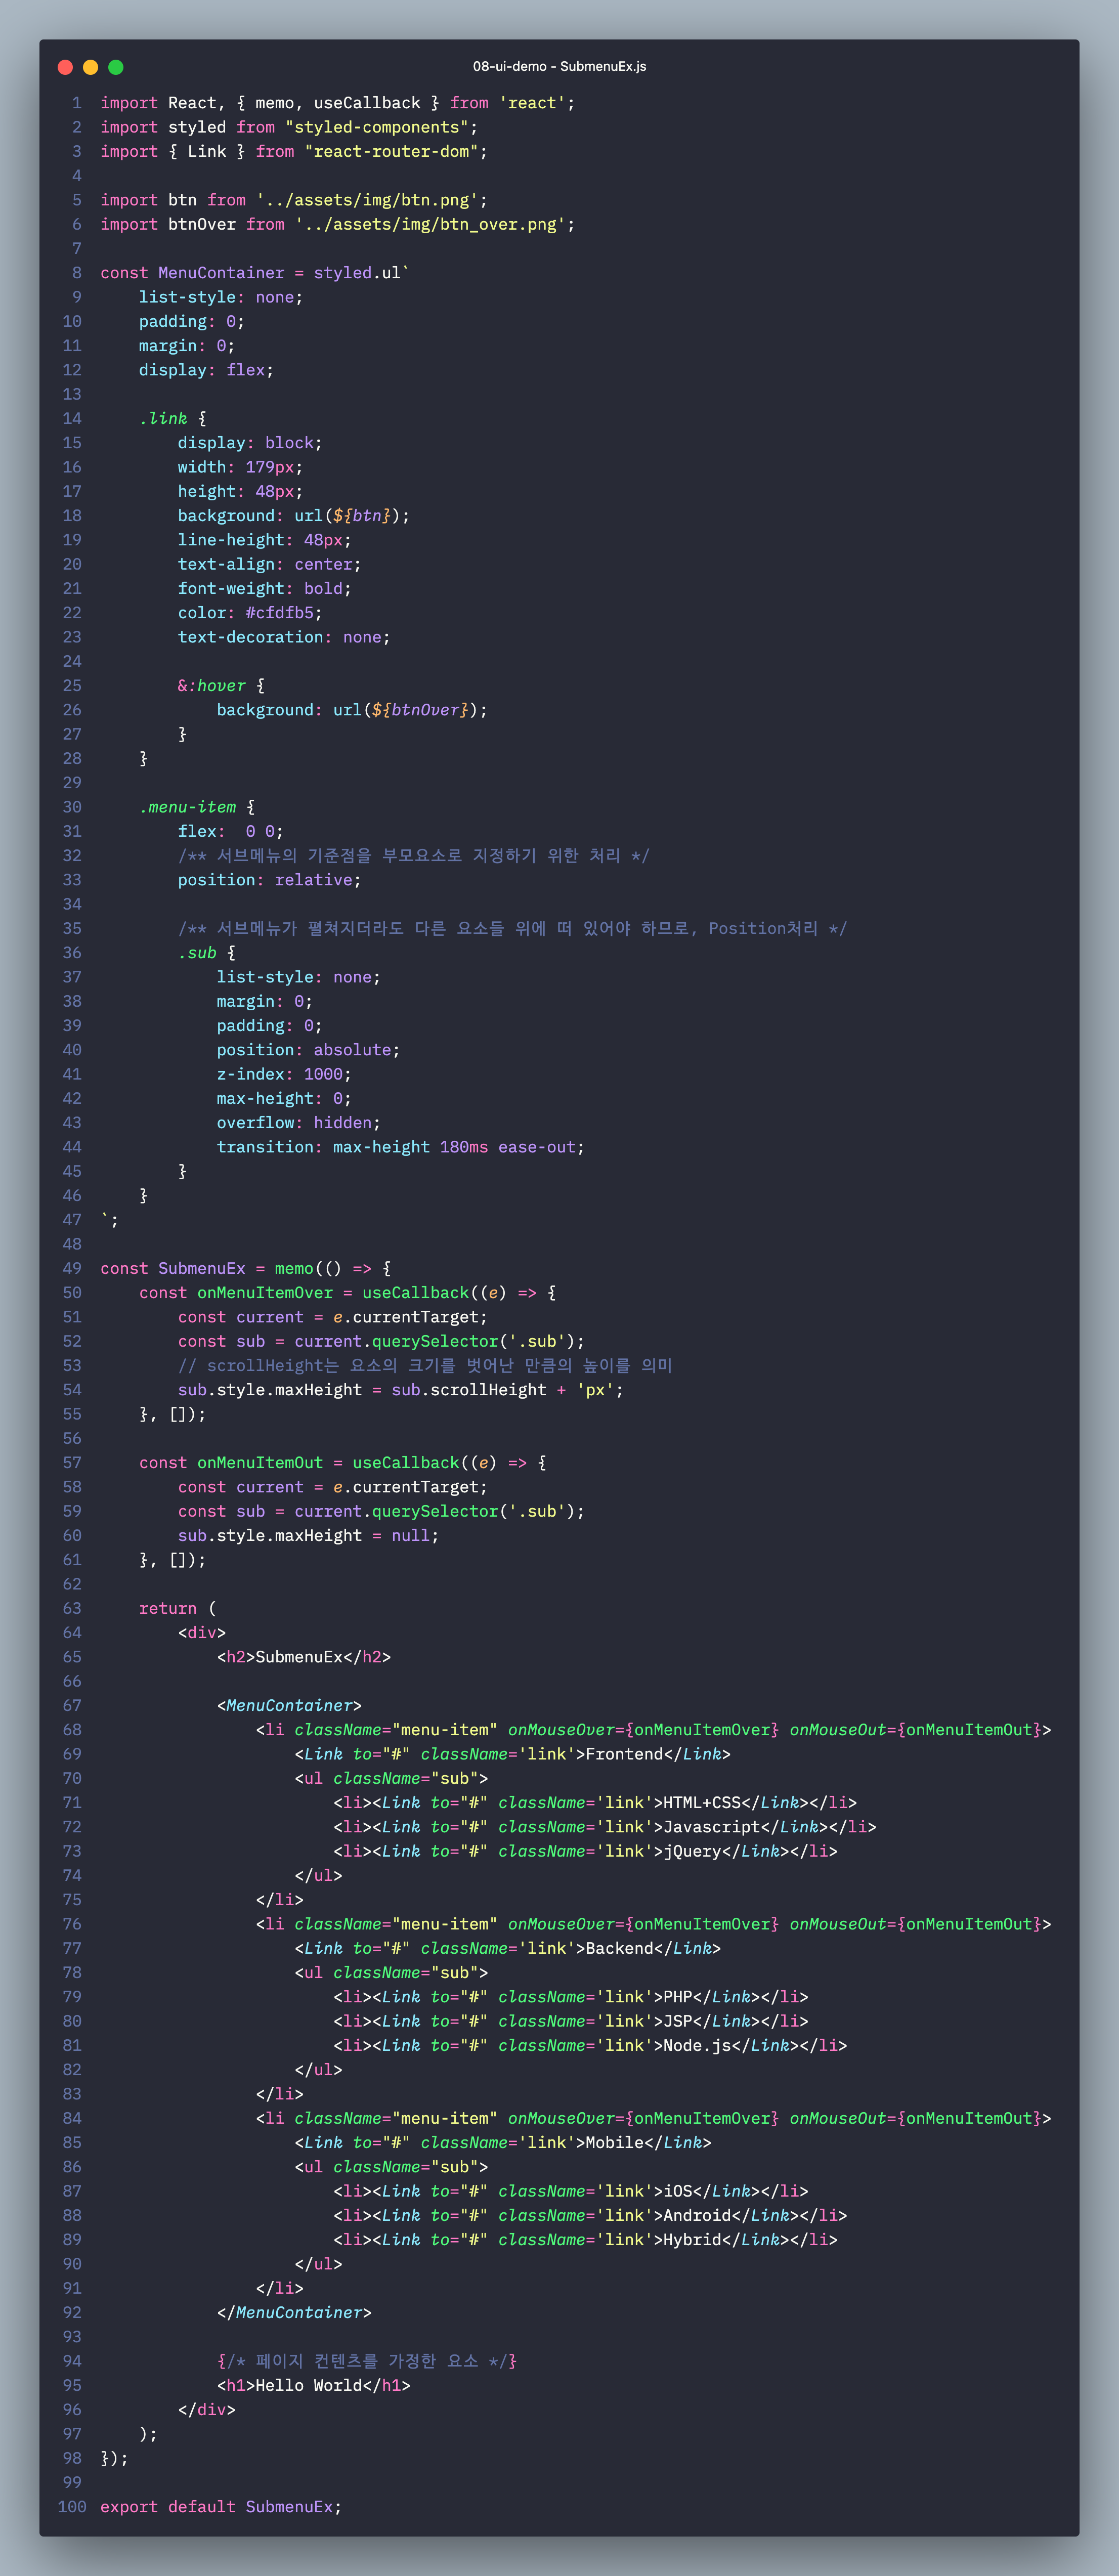 08-ui-demo - SubmenuEx.js
1 import React, { memo, useCallback } from 'react';
2 import styled from "styled-components";
3 import { Link } from "react-router-dom";
4
5 import btn from '../assets/img/btn.png';
6 import btnOver from '../assets/img/btn_over.png';
7
8 const MenuContainer = styled.ul`
9     list-style: none;
10     padding: 0;
11     margin: 0;
12     display: flex;
13
14     .link {
15         display: block;
16         width: 179px;
17         height: 48px;
18         background: url(${btn});
19         line-height: 48px;
20         text-align: center;
21         font-weight: bold;
22         color: #cfdfb5;
23         text-decoration: none;
24
25         &:hover {
26             background: url(${btnOver});
27         }
28     }
29
30     .menu-item {
31         flex:  0 0;
32         /** 서브메뉴의 기준점을 부모요소로 지정하기 위한 처리 */
33         position: relative;
34
35         /** 서브메뉴가 펼쳐지더라도 다른 요소들 위에 떠 있어야 하므로, Position처리 */
36         .sub {
37             list-style: none;
38             margin: 0;
39             padding: 0;
40             position: absolute;
41             z-index: 1000;
42             max-height: 0;
43             overflow: hidden;
44             transition: max-height 180ms ease-out;
45         }
46     }
47 `;
48
49 const SubmenuEx = memo(() => {
50     const onMenuItemOver = useCallback((e) => {
51         const current = e.currentTarget;
52         const sub = current.querySelector('.sub');
53         // scrollHeight는 요소의 크기를 벗어난 만큼의 높이를 의미
54         sub.style.maxHeight = sub.scrollHeight + 'px';
55     }, []);
56
57     const onMenuItemOut = useCallback((e) => {
58         const current = e.currentTarget;
59         const sub = current.querySelector('.sub');
60         sub.style.maxHeight = null;
61     }, []);
62
63     return (
64         <div>
65             <h2>SubmenuEx</h2>
66
67             <MenuContainer>
68                 <li className="menu-item" onMouseOver={onMenuItemOver} onMouseOut={onMenuItemOut}>
69                     <Link to="#" className='link'>Frontend</Link>
70                     <ul className="sub">
71                         <li><Link to="#" className='link'>HTML+CSS</Link></li>
72                         <li><Link to="#" className='link'>Javascript</Link></li>
73                         <li><Link to="#" className='link'>jQuery</Link></li>
74                     </ul>
75                 </li>
76                 <li className="menu-item" onMouseOver={onMenuItemOver} onMouseOut={onMenuItemOut}>
77                     <Link to="#" className='link'>Backend</Link>
78                     <ul className="sub">
79                         <li><Link to="#" className='link'>PHP</Link></li>
80                         <li><Link to="#" className='link'>JSP</Link></li>
81                         <li><Link to="#" className='link'>Node.js</Link></li>
82                     </ul>
83                 </li>
84                 <li className="menu-item" onMouseOver={onMenuItemOver} onMouseOut={onMenuItemOut}>
85                     <Link to="#" className='link'>Mobile</Link>
86                     <ul className="sub">
87                         <li><Link to="#" className='link'>iOS</Link></li>
88                         <li><Link to="#" className='link'>Android</Link></li>
89                         <li><Link to="#" className='link'>Hybrid</Link></li>
90                     </ul>
91                 </li>
92             </MenuContainer>
93
94             {/* 페이지 컨텐츠를 가정한 요소 */}
95             <h1>Hello World</h1>
96         </div>
97     );
98 });
99
100 export default SubmenuEx;